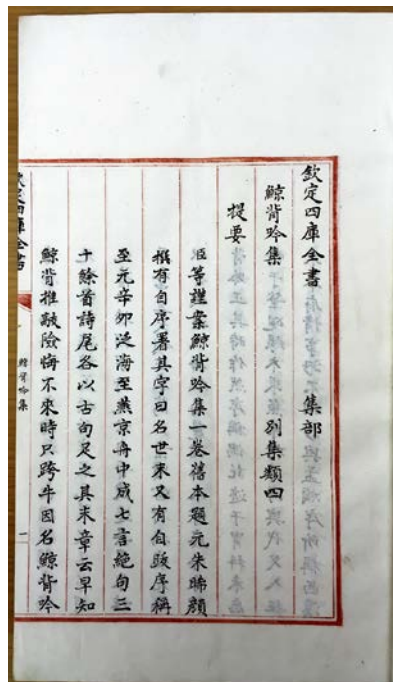 欽定四庫全書 集部
鯨背吟集 別集類四
提要
臣等謹案鯨背吟集一卷舊本題元朱晞顔
撰有自序署其字曰名世末又有自跋序稱
至元辛卯泛海至燕京舟中成七言絶句三
十餘首詩尾各以古句足之其末章云早知
鯨背推敲險悔不來時只跨牛因名鯨背吟
欽定四庫全書
鯨背吟集
一